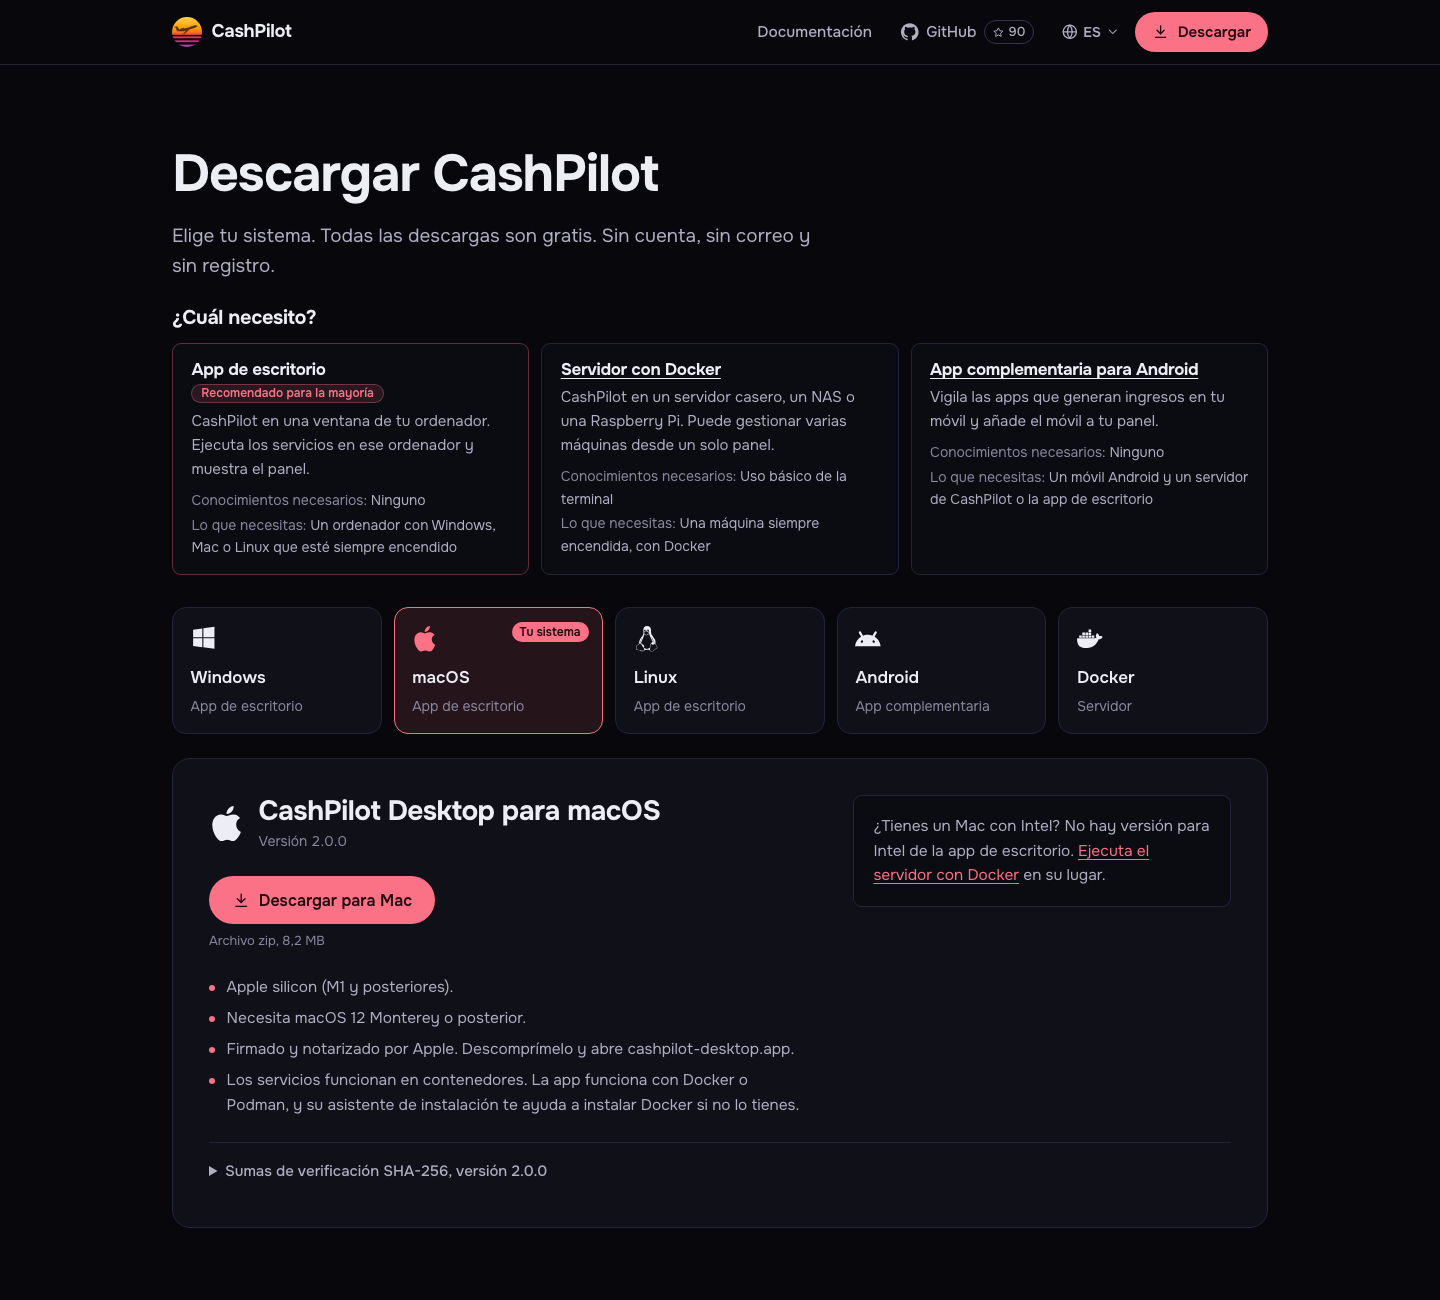 CashPilot
Documentación
GitHub
90
ES
Descargar
Descargar CashPilot
Elige tu sistema. Todas las descargas son gratis. Sin cuenta, sin correo y
sin registro.
¿Cuál necesito?
App de escritorio
Recomendado para la mayoría
CashPilot en una ventana de tu ordenador.
Ejecuta los servicios en ese ordenador y
muestra el panel.
Conocimientos necesarios: Ninguno
Lo que necesitas: Un ordenador con Windows,
Mac o Linux que esté siempre encendido
Servidor con Docker
CashPilot en un servidor casero, un NAS o
una Raspberry Pi. Puede gestionar varias
máquinas desde un solo panel.
Conocimientos necesarios: Uso básico de la
terminal
Lo que necesitas: Una máquina siempre
encendida, con Docker
App complementaria para Android
Vigila las apps que generan ingresos en tu
móvil y añade el móvil a tu panel.
Conocimientos necesarios: Ninguno
Lo que necesitas: Un móvil Android y un servidor
de CashPilot o la app de escritorio
Windows
App de escritorio
Tu sistema
macOS
App de escritorio
Linux
App de escritorio
Android
App complementaria
Docker
Servidor
CashPilot Desktop para macOS
Versión 2.0.0
Descargar para Mac
Archivo zip, 8,2 MB
Apple silicon (M1 y posteriores).
Necesita macOS 12 Monterey o posterior.
Firmado y notarizado por Apple. Descomprímelo y abre cashpilot-desktop.app.
Los servicios funcionan en contenedores. La app funciona con Docker o
Podman, y su asistente de instalación te ayuda a instalar Docker si no lo tienes.
¿Tienes un Mac con Intel? No hay versión para
Intel de la app de escritorio. Ejecuta el
servidor con Docker en su lugar.
Sumas de verificación SHA-256, versión 2.0.0